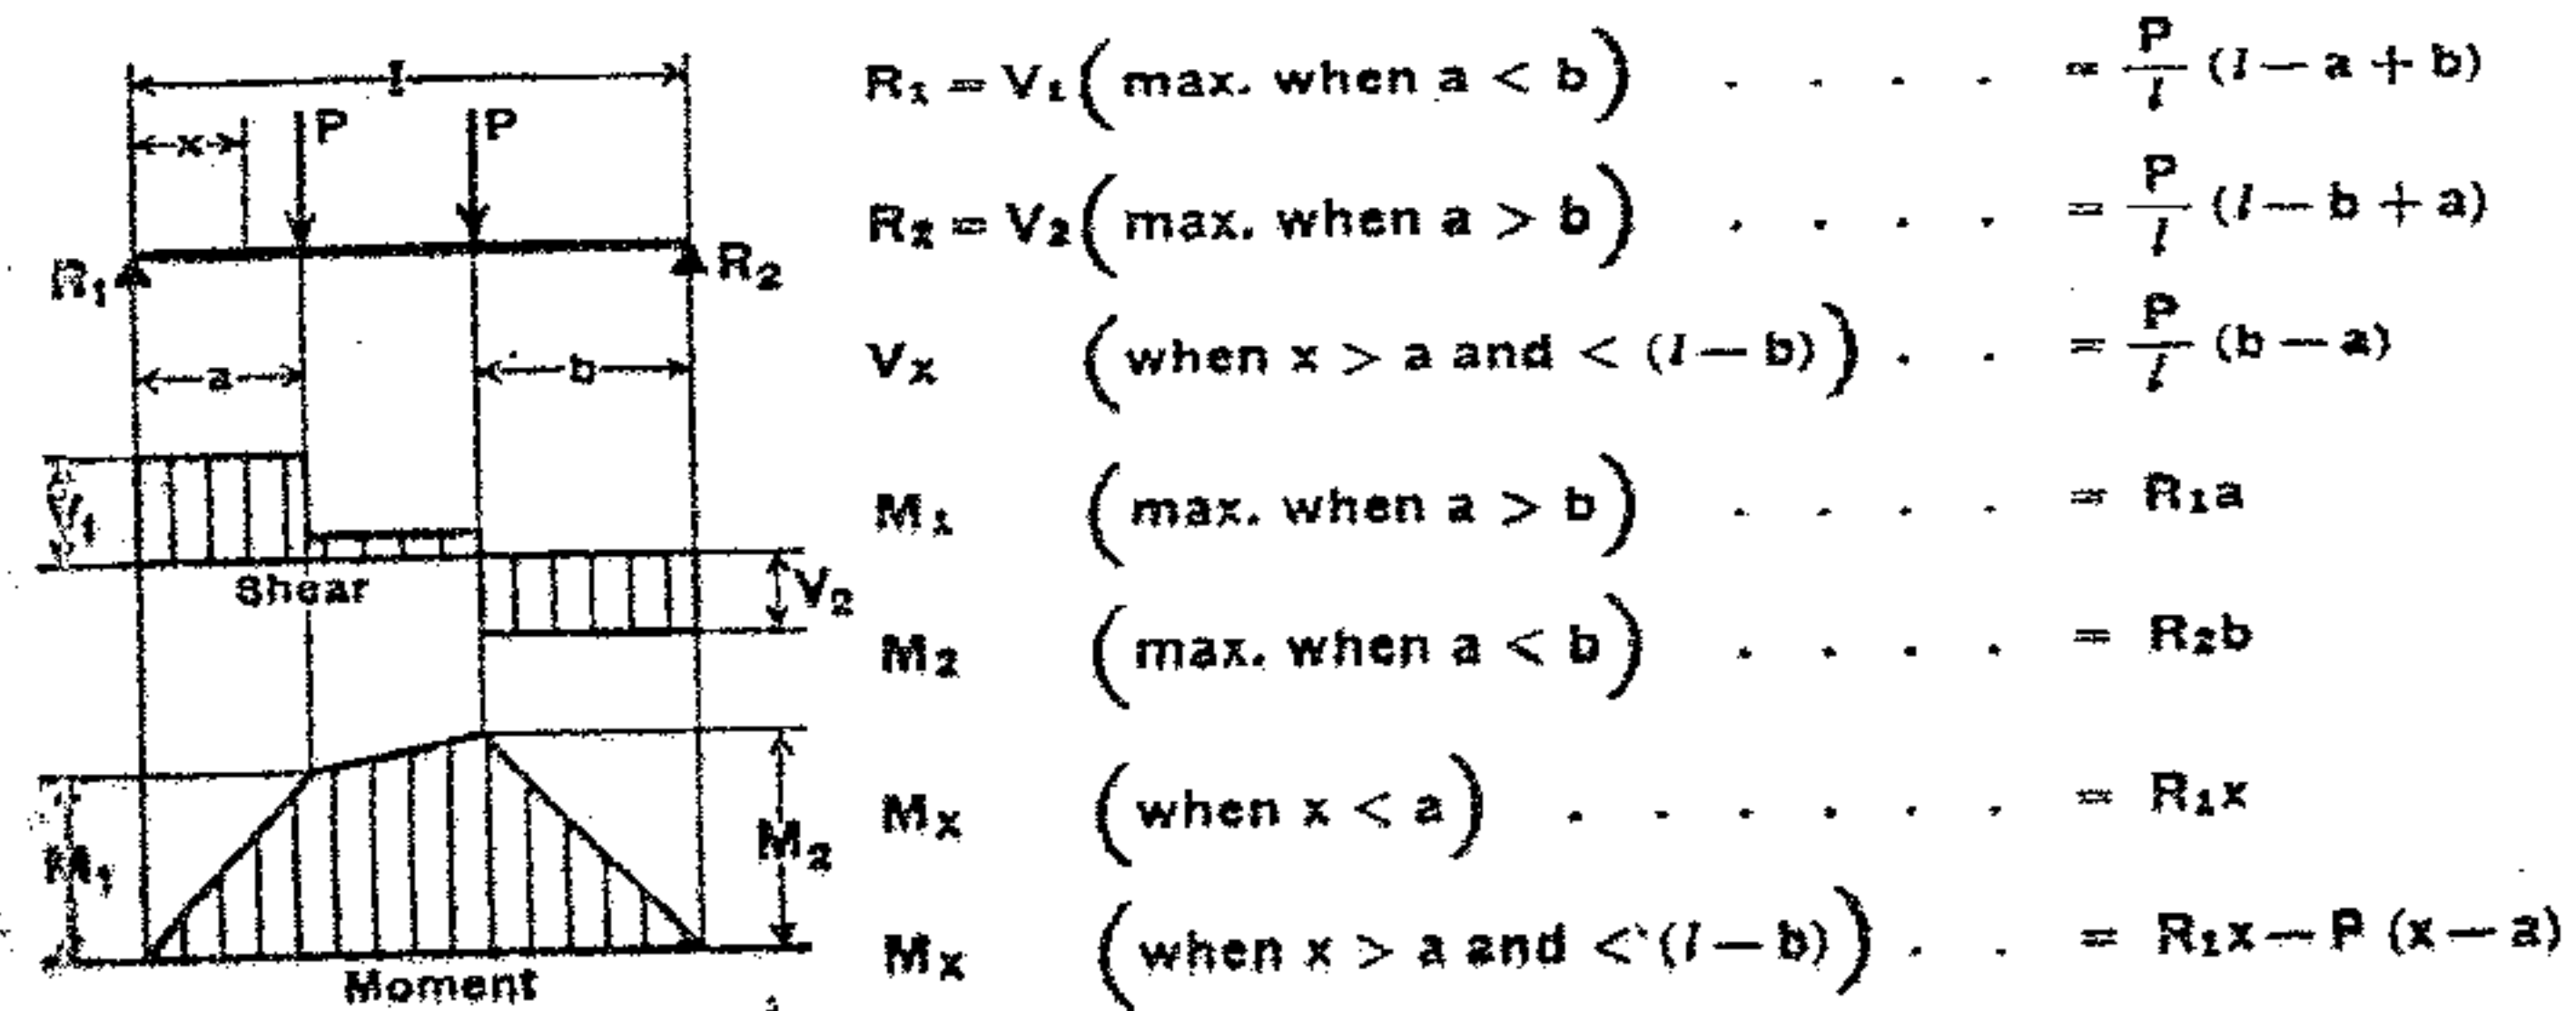 l
x
P
P
R₁
R₂
a
b
V₁
Shear
V₂
M₁
M₂
Moment
R₁ = V₁ ( max. when a < b ) . . . . = P/l (l — a + b)
R₂ = V₂ ( max. when a > b ) . . . . = P/l (l — b + a)
Vx ( when x > a and < (l — b) ) . . = P/l (b — a)
M₁ ( max. when a > b ) . . . . = R₁a
M₂ ( max. when a < b ) . . . . = R₂b
Mx ( when x < a ) . . . . . . = R₁x
Mx ( when x > a and < (l — b) ) . . = R₁x — P (x — a)